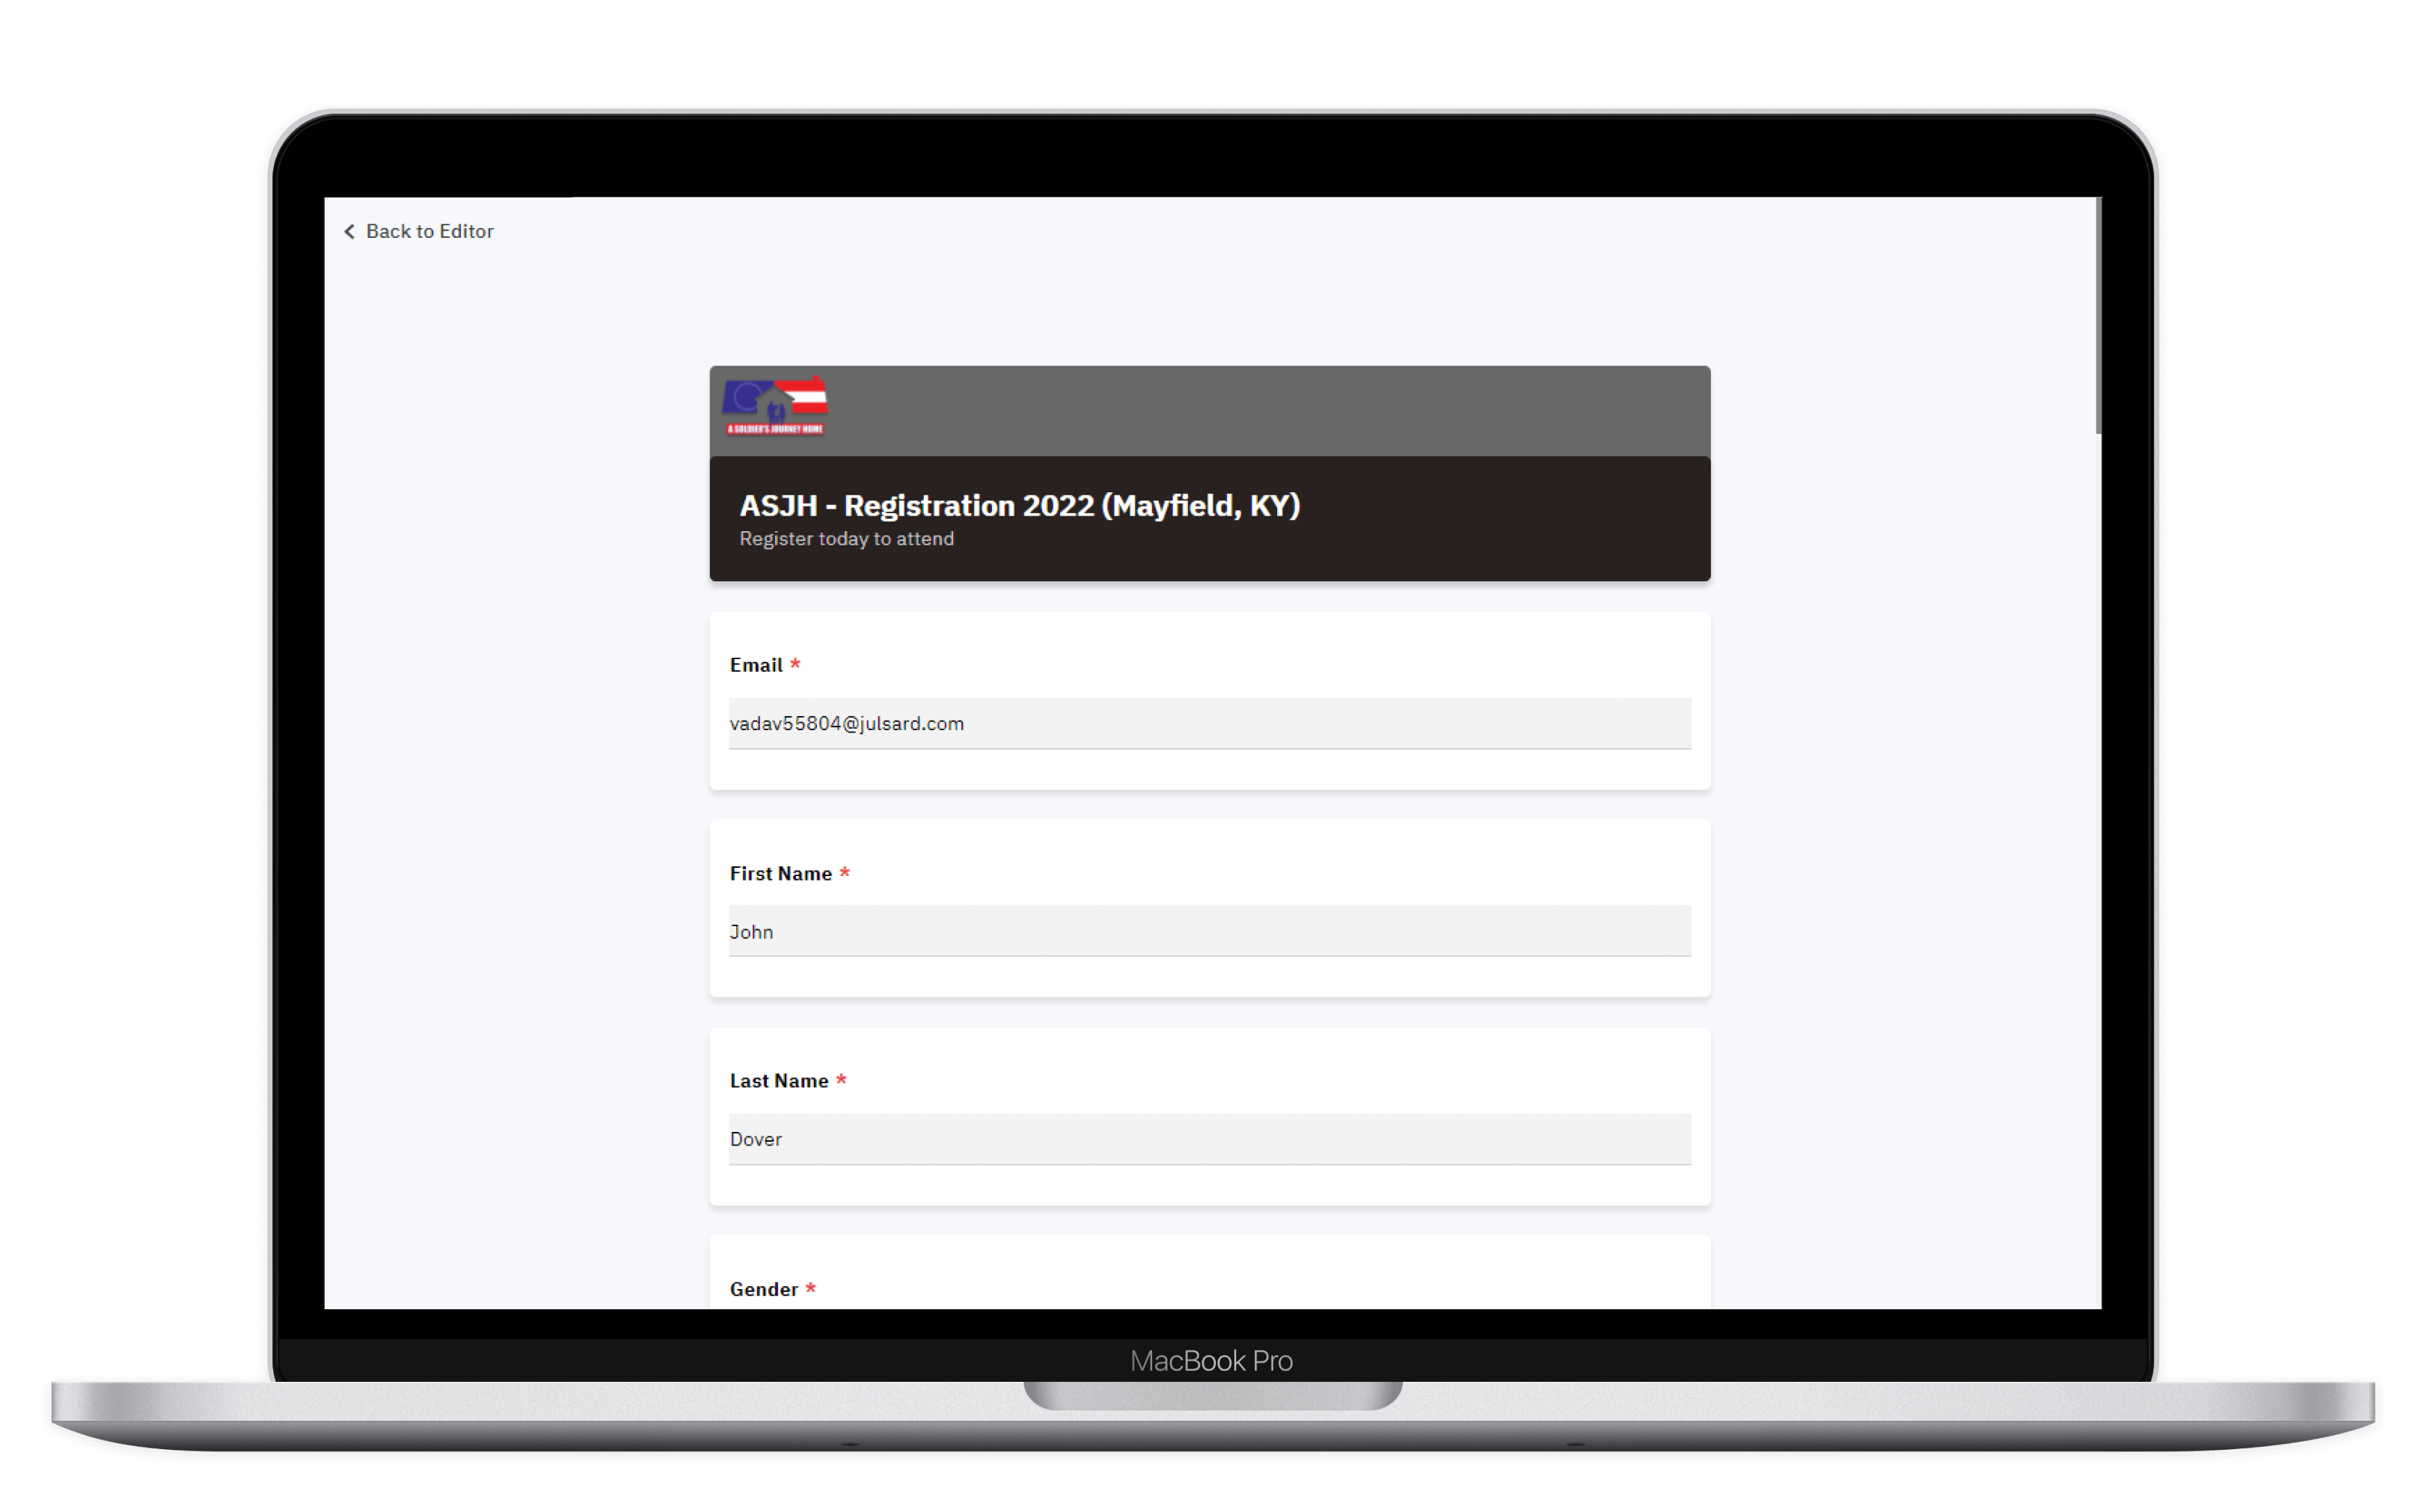 Back to Editor
A SOLDIER'S JOURNEY HOME
ASJH - Registration 2022 (Mayfield, KY)
Register today to attend
Email *
vadav55804@julsard.com
First Name *
John
Last Name *
Dover
Gender *
MacBook Pro